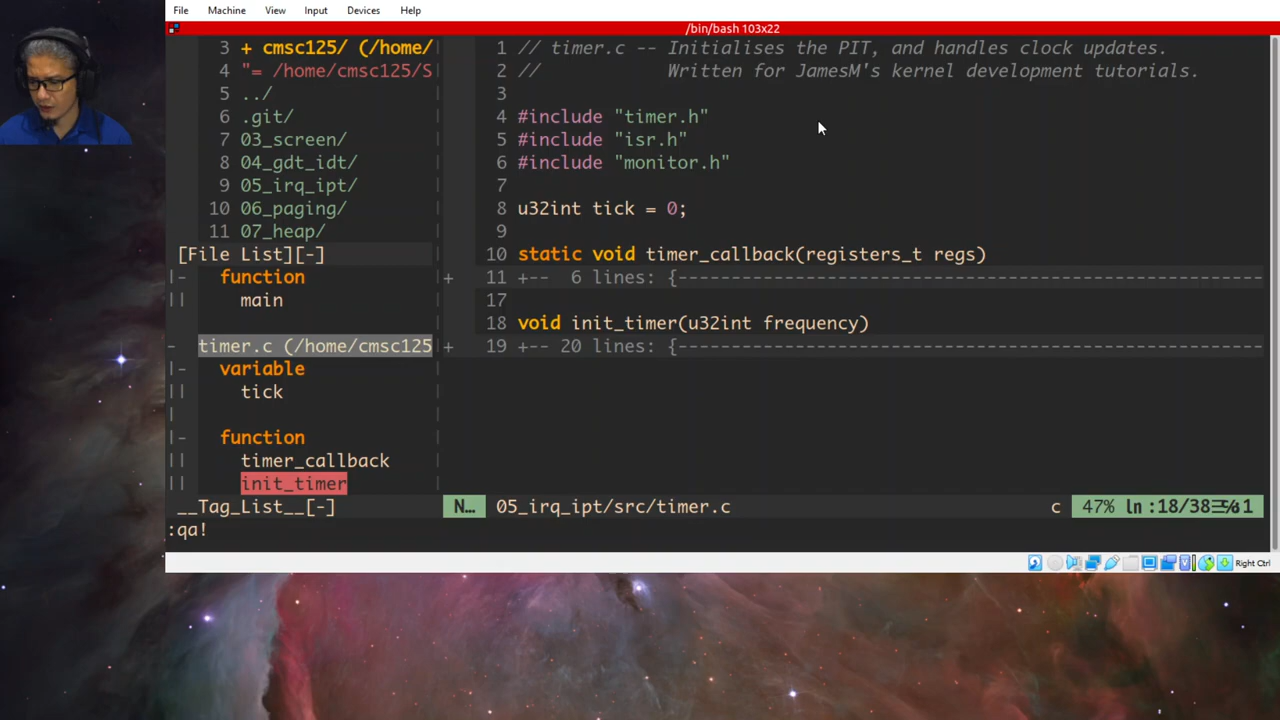 File Machine View Input Devices Help
/bin/bash 103x22
3 + cmsc125/ (/home/
4 "= /home/cmsc125/S
5 ../
6 .git/
7 03_screen/
8 04_gdt_idt/
9 05_irq_ipt/
10 06_paging/
11 07_heap/
[File List][-]
|- function
|| main
- timer.c (/home/cmsc125
|- variable
|| tick
|
|- function
|| timer_callback
|| init_timer
__Tag_List__[-]
1 // timer.c -- Initialises the PIT, and handles clock updates.
2 // Written for JamesM's kernel development tutorials.
3
4 #include "timer.h"
5 #include "isr.h"
6 #include "monitor.h"
7
8 u32int tick = 0;
9
10 static void timer_callback(registers_t regs)
+ 11 +-- 6 lines: {------------------------------------------------------
17
18 void init_timer(u32int frequency)
+ 19 +-- 20 lines: {------------------------------------------------------
N… 05_irq_ipt/src/timer.c c 47% ln :18/38
:qa!
Right Ctrl